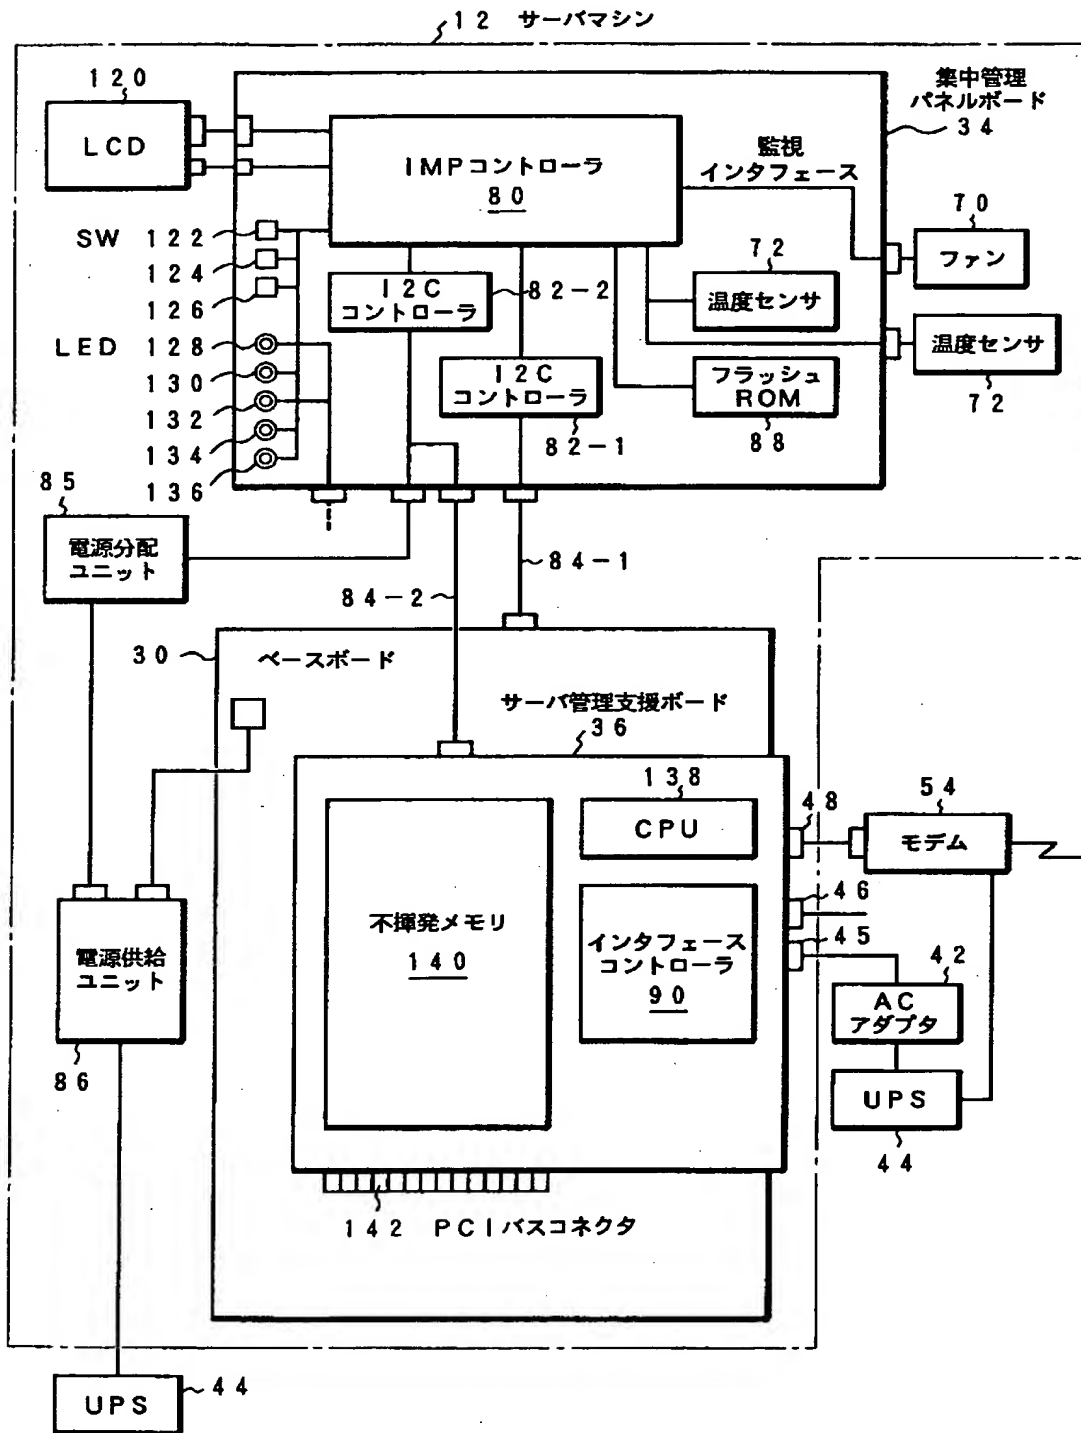 12 サーバマシン
120
LCD
集中管理
パネルボード
34
IMPコントローラ
80
監視
インタフェース
SW 122
124
126
70
ファン
I2C
コントローラ
82-2
72
温度センサ
温度センサ
72
LED 128
130
132
134
136
I2C
コントローラ
82-1
フラッシュ
ROM
88
85
電源分配
ユニット
84-1
84-2
30
ベースボード
サーバ管理支援ボード
36
138
CPU
48
54
モデム
46
45
不揮発メモリ
140
インタフェース
コントローラ
90
42
AC
アダプタ
電源供給
ユニット
86
UPS
44
142 PCIバスコネクタ
UPS
44